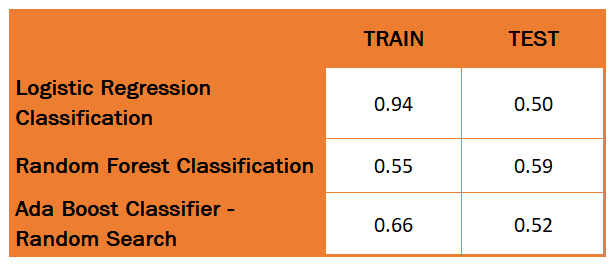 TRAIN TEST
Logistic Regression
Classification 0.94 0.50
Random Forest Classification 0.55 0.59
Ada Boost Classifier -
Random Search 0.66 0.52